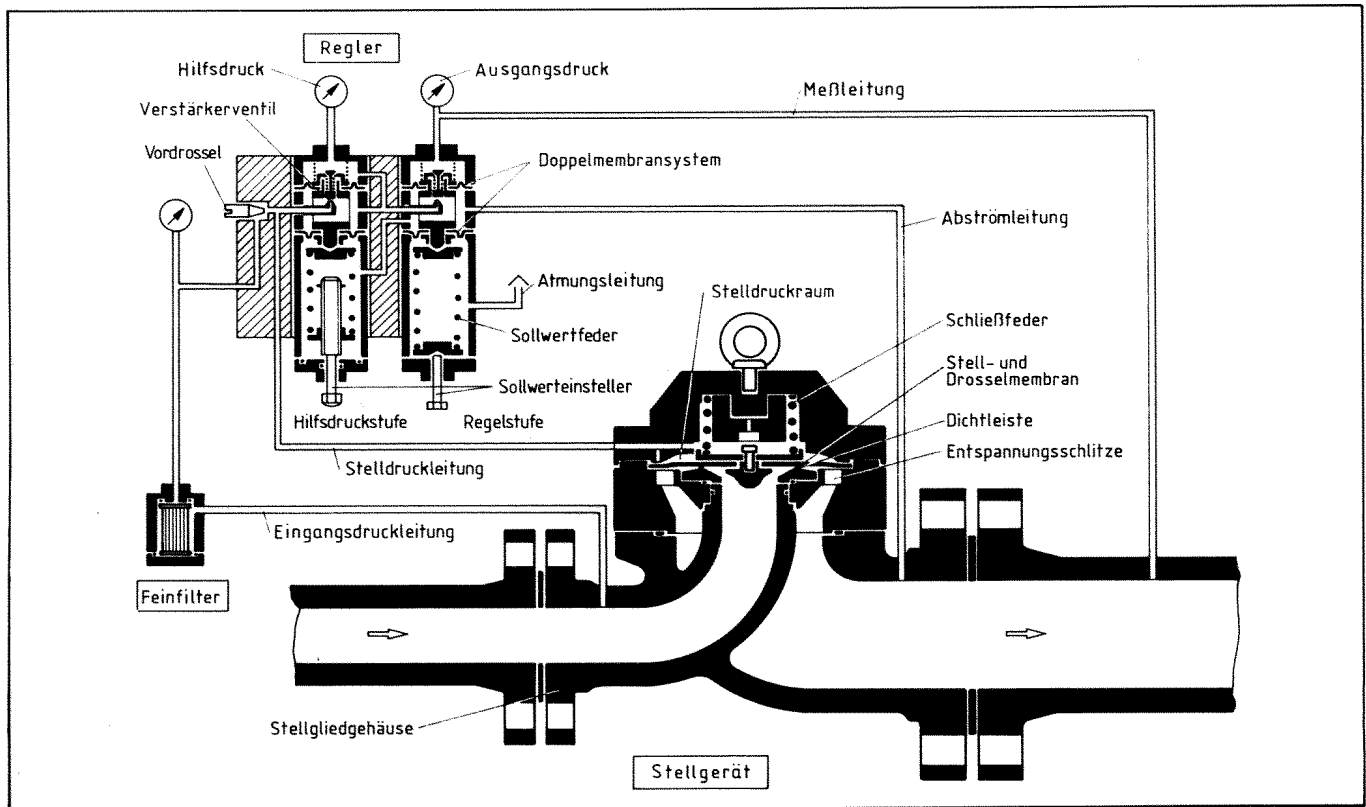 Regler
Hilfsdruck
Ausgangsdruck
Meßleitung
Verstärkerventil
Vordrossel
Doppelmembransystem
Abströmleitung
Atmungsleitung
Stelldruckraum
Schließfeder
Sollwertfeder
Stell- und
Drosselmembran
Sollwerteinsteller
Dichtleiste
Hilfsdruckstufe
Regelstufe
Entspannungsschlitze
Stelldruckleitung
Eingangsdruckleitung
Feinfilter
Stellgliedgehäuse
Stellgerät